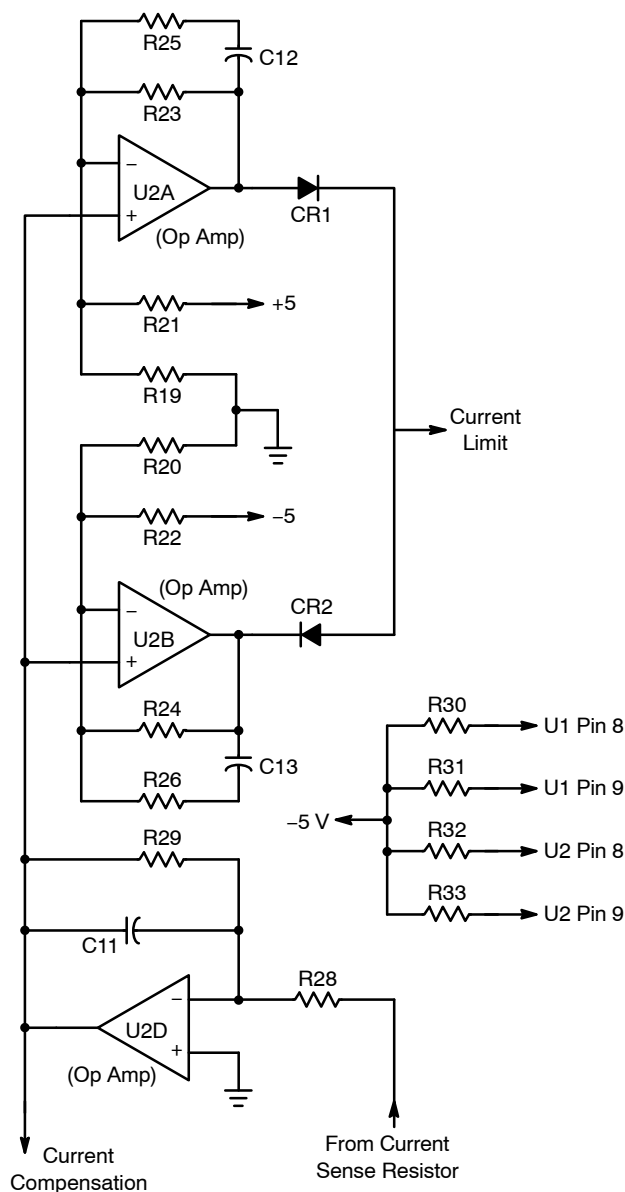 R25
C12
R23
−
U2A
+
(Op Amp)
CR1
R21
+5
R19
Current
Limit
R20
R22
−5
(Op Amp)
CR2
−
U2B
+
R24
C13
R26
R30
U1 Pin 8
R31
U1 Pin 9
−5 V
R32
U2 Pin 8
R33
U2 Pin 9
R29
C11
R28
−
U2D
+
(Op Amp)
Current
Compensation
From Current
Sense Resistor